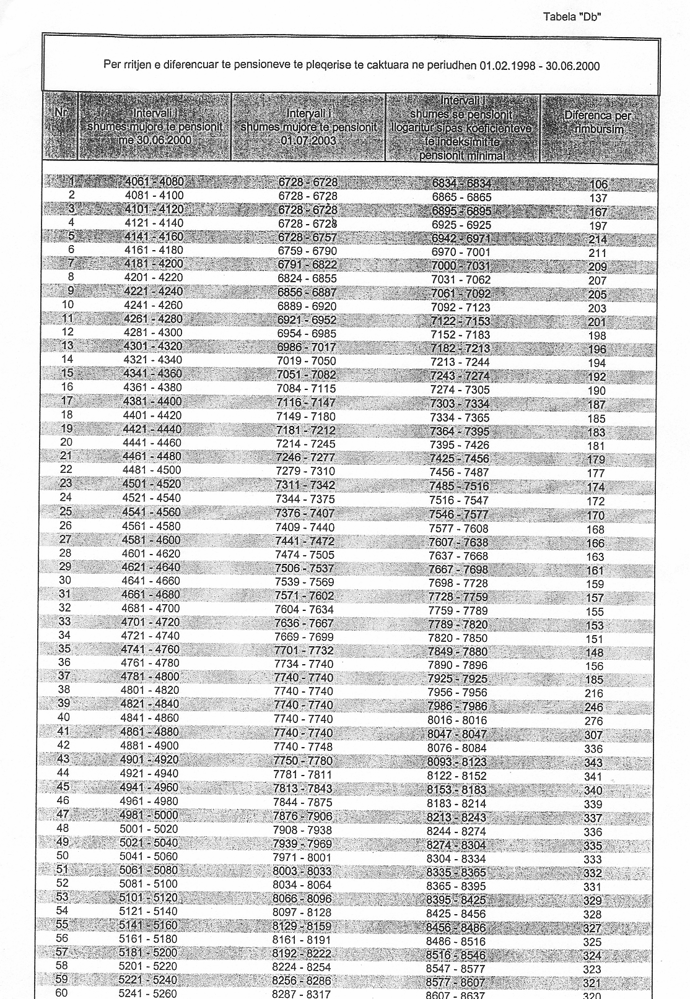 Tabela "Db"
Per rritjen e diferencuar te pensioneve te pleqerise te caktuara ne periudhen 01.02.1998 - 30.06.2000
Nr
Intervali i
shumes mujore te pensionit
me 30.06.2000
Intervali i
shumes mujore te pensionit
01.07.2003
Intervali i
shumes se pensionit
llogaritur sipas koeficienteve
te indeksimit te
pensionit minimal
Diferenca per
rimbursim
1 4061 - 4080 6728 - 6728 6834 - 6834 106
2 4081 - 4100 6728 - 6728 6865 - 6865 137
3 4101 - 4120 6728 - 6728 6895 - 6895 167
4 4121 - 4140 6728 - 6728 6925 - 6925 197
5 4141 - 4160 6728 - 6757 6942 - 6971 214
6 4161 - 4180 6759 - 6790 6970 - 7001 211
7 4181 - 4200 6791 - 6822 7000 - 7031 209
8 4201 - 4220 6824 - 6855 7031 - 7062 207
9 4221 - 4240 6856 - 6887 7061 - 7092 205
10 4241 - 4260 6889 - 6920 7092 - 7123 203
11 4261 - 4280 6921 - 6952 7122 - 7153 201
12 4281 - 4300 6954 - 6985 7152 - 7183 198
13 4301 - 4320 6986 - 7017 7182 - 7213 196
14 4321 - 4340 7019 - 7050 7213 - 7244 194
15 4341 - 4360 7051 - 7082 7243 - 7274 192
16 4361 - 4380 7084 - 7115 7274 - 7305 190
17 4381 - 4400 7116 - 7147 7303 - 7334 187
18 4401 - 4420 7149 - 7180 7334 - 7365 185
19 4421 - 4440 7181 - 7212 7364 - 7395 183
20 4441 - 4460 7214 - 7245 7395 - 7426 181
21 4461 - 4480 7246 - 7277 7425 - 7456 179
22 4481 - 4500 7279 - 7310 7456 - 7487 177
23 4501 - 4520 7311 - 7342 7485 - 7516 174
24 4521 - 4540 7344 - 7375 7516 - 7547 172
25 4541 - 4560 7376 - 7407 7546 - 7577 170
26 4561 - 4580 7409 - 7440 7577 - 7608 168
27 4581 - 4600 7441 - 7472 7607 - 7638 166
28 4601 - 4620 7474 - 7505 7637 - 7668 163
29 4621 - 4640 7506 - 7537 7667 - 7698 161
30 4641 - 4660 7539 - 7569 7698 - 7728 159
31 4661 - 4680 7571 - 7602 7728 - 7759 157
32 4681 - 4700 7604 - 7634 7759 - 7789 155
33 4701 - 4720 7636 - 7667 7789 - 7820 153
34 4721 - 4740 7669 - 7699 7820 - 7850 151
35 4741 - 4760 7701 - 7732 7849 - 7880 148
36 4761 - 4780 7734 - 7740 7890 - 7896 156
37 4781 - 4800 7740 - 7740 7925 - 7925 185
38 4801 - 4820 7740 - 7740 7956 - 7956 216
39 4821 - 4840 7740 - 7740 7986 - 7986 246
40 4841 - 4860 7740 - 7740 8016 - 8016 276
41 4861 - 4880 7740 - 7740 8047 - 8047 307
42 4881 - 4900 7740 - 7748 8076 - 8084 336
43 4901 - 4920 7750 - 7780 8093 - 8123 343
44 4921 - 4940 7781 - 7811 8122 - 8152 341
45 4941 - 4960 7813 - 7843 8153 - 8183 340
46 4961 - 4980 7844 - 7875 8183 - 8214 339
47 4981 - 5000 7876 - 7906 8213 - 8243 337
48 5001 - 5020 7908 - 7938 8244 - 8274 336
49 5021 - 5040 7939 - 7969 8274 - 8304 335
50 5041 - 5060 7971 - 8001 8304 - 8334 333
51 5061 - 5080 8003 - 8033 8335 - 8365 332
52 5081 - 5100 8034 - 8064 8365 - 8395 331
53 5101 - 5120 8066 - 8096 8395 - 8425 329
54 5121 - 5140 8097 - 8128 8425 - 8456 328
55 5141 - 5160 8129 - 8159 8456 - 8486 327
56 5161 - 5180 8161 - 8191 8486 - 8516 325
57 5181 - 5200 8192 - 8222 8516 - 8546 324
58 5201 - 5220 8224 - 8254 8547 - 8577 323
59 5221 - 5240 8256 - 8286 8577 - 8607 321
60 5241 - 5260 8287 - 8317 8607 - 8637 320